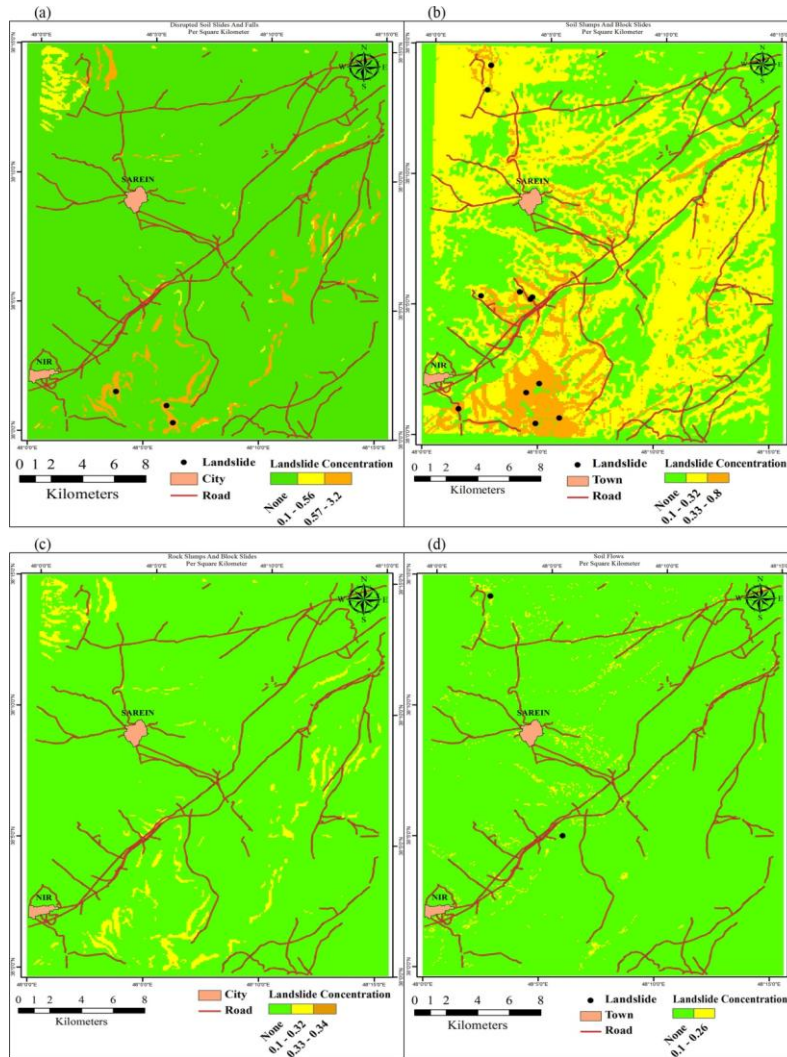 (a)
Disrupted Soil Slides And Falls
Per Square Kilometer
N
W E
S
SAREIN
NIR
0 1 2 4 6 8
Kilometers
Landslide
City
Road
Landslide Concentration
None
0.1 - 0.56
0.57 - 3.2
(b)
Soil Slumps And Block Slides
Per Square Kilometer
N
W E
S
SAREIN
NIR
0 1 2 4 6 8
Kilometers
Landslide
Town
Road
Landslide Concentration
None
0.1 - 0.32
0.33 - 0.8
(c)
Rock Slumps And Block Slides
Per Square Kilometer
N
W E
S
SAREIN
NIR
0 1 2 4 6 8
Kilometers
City
Road
Landslide Concentration
None
0.1 - 0.32
0.33 - 0.34
(d)
Soil Flows
Per Square Kilometer
N
W E
S
SAREIN
NIR
0 1 2 4 6 8
Kilometers
Landslide
Town
Road
Landslide Concentration
None
0.1 - 0.26